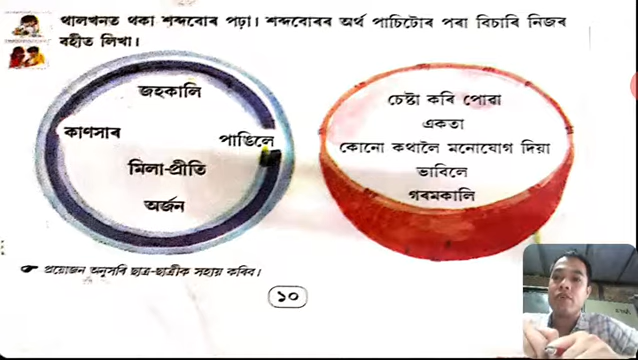 থালখনত থকা শব্দবোৰ পঢ়া। শব্দবোৰৰ অৰ্থ পাচিটোৰ পৰা বিচাৰি নিজৰ
বহীত লিখা।
জহকালি
কাণসাৰ
পাঙিলে
মিলা-প্ৰীতি
অৰ্জন
চেষ্টা কৰি পোৱা
একতা
কোনো কথালৈ মনোযোগ দিয়া
ভাবিলে
গৰমকালি
প্ৰয়োজন অনুসৰি ছাত্ৰ-ছাত্ৰীক সহায় কৰিব।
১০